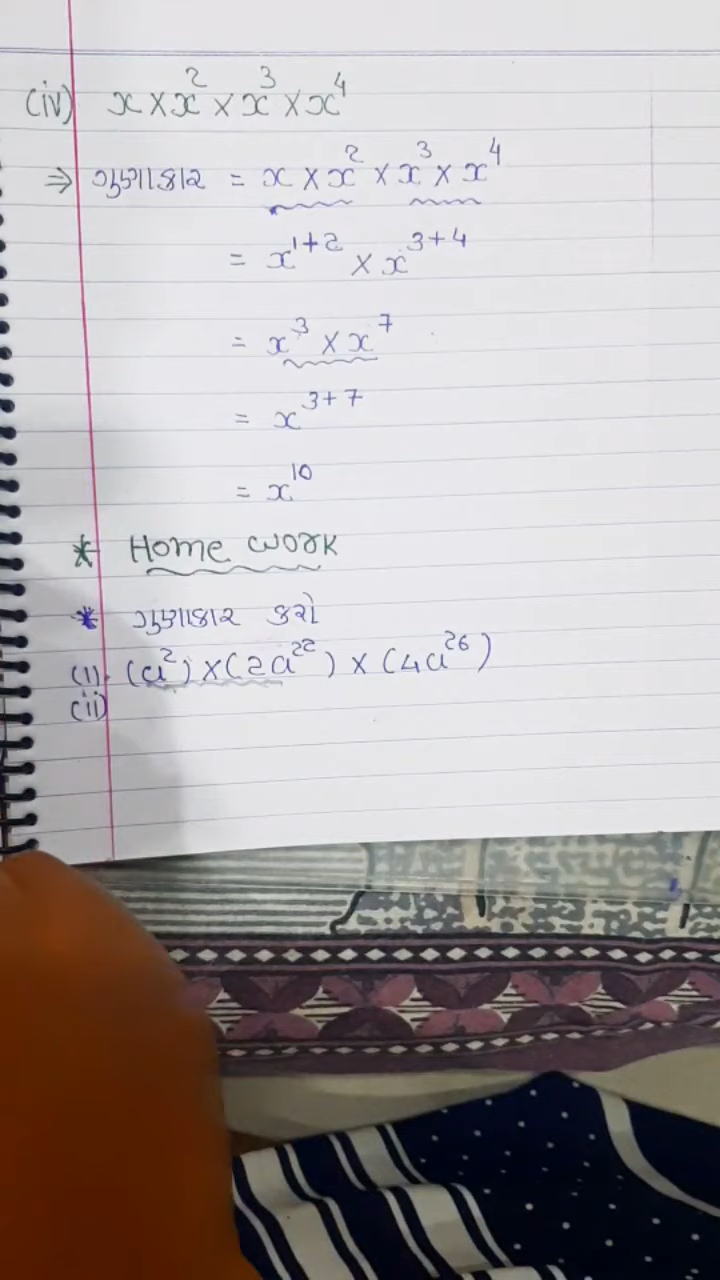 (iv) x × x² × x³ × x⁴
⇒ ગુણાકાર = x × x² × x³ × x⁴
= x¹⁺² × x³⁺⁴
= x³ × x⁷
= x³⁺⁷
= x¹⁰
* Home work
* ગુણાકાર કરો
(i) (a²) × (2a²²) × (4a²⁶)
(ii)